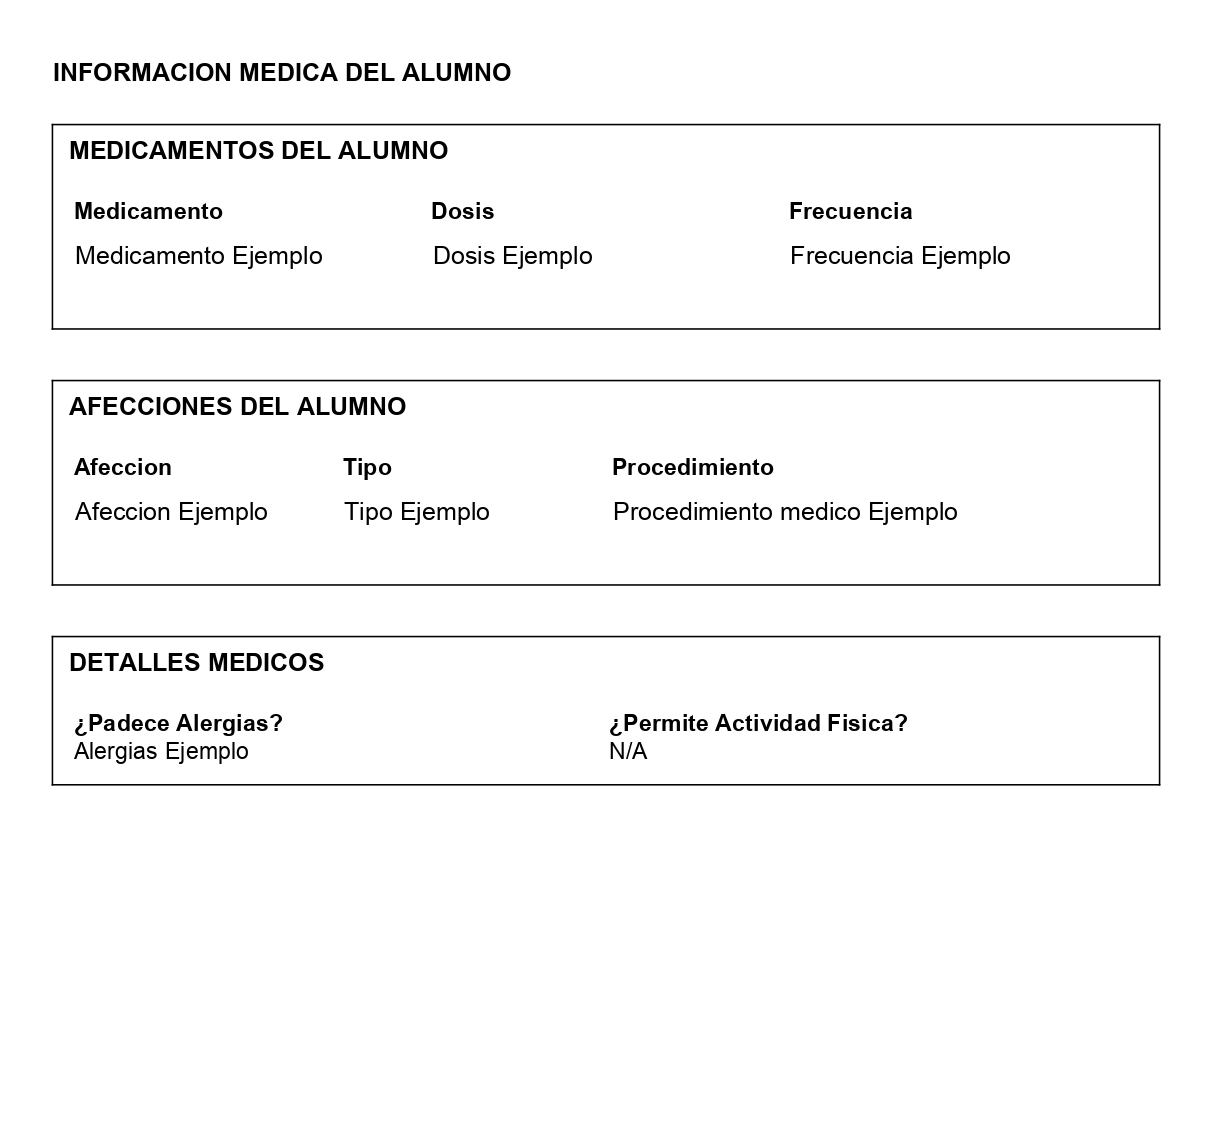 INFORMACION MEDICA DEL ALUMNO
MEDICAMENTOS DEL ALUMNO
Medicamento Dosis Frecuencia
Medicamento Ejemplo Dosis Ejemplo Frecuencia Ejemplo
AFECCIONES DEL ALUMNO
Afeccion Tipo Procedimiento
Afeccion Ejemplo Tipo Ejemplo Procedimiento medico Ejemplo
DETALLES MEDICOS
¿Padece Alergias? ¿Permite Actividad Fisica?
Alergias Ejemplo N/A